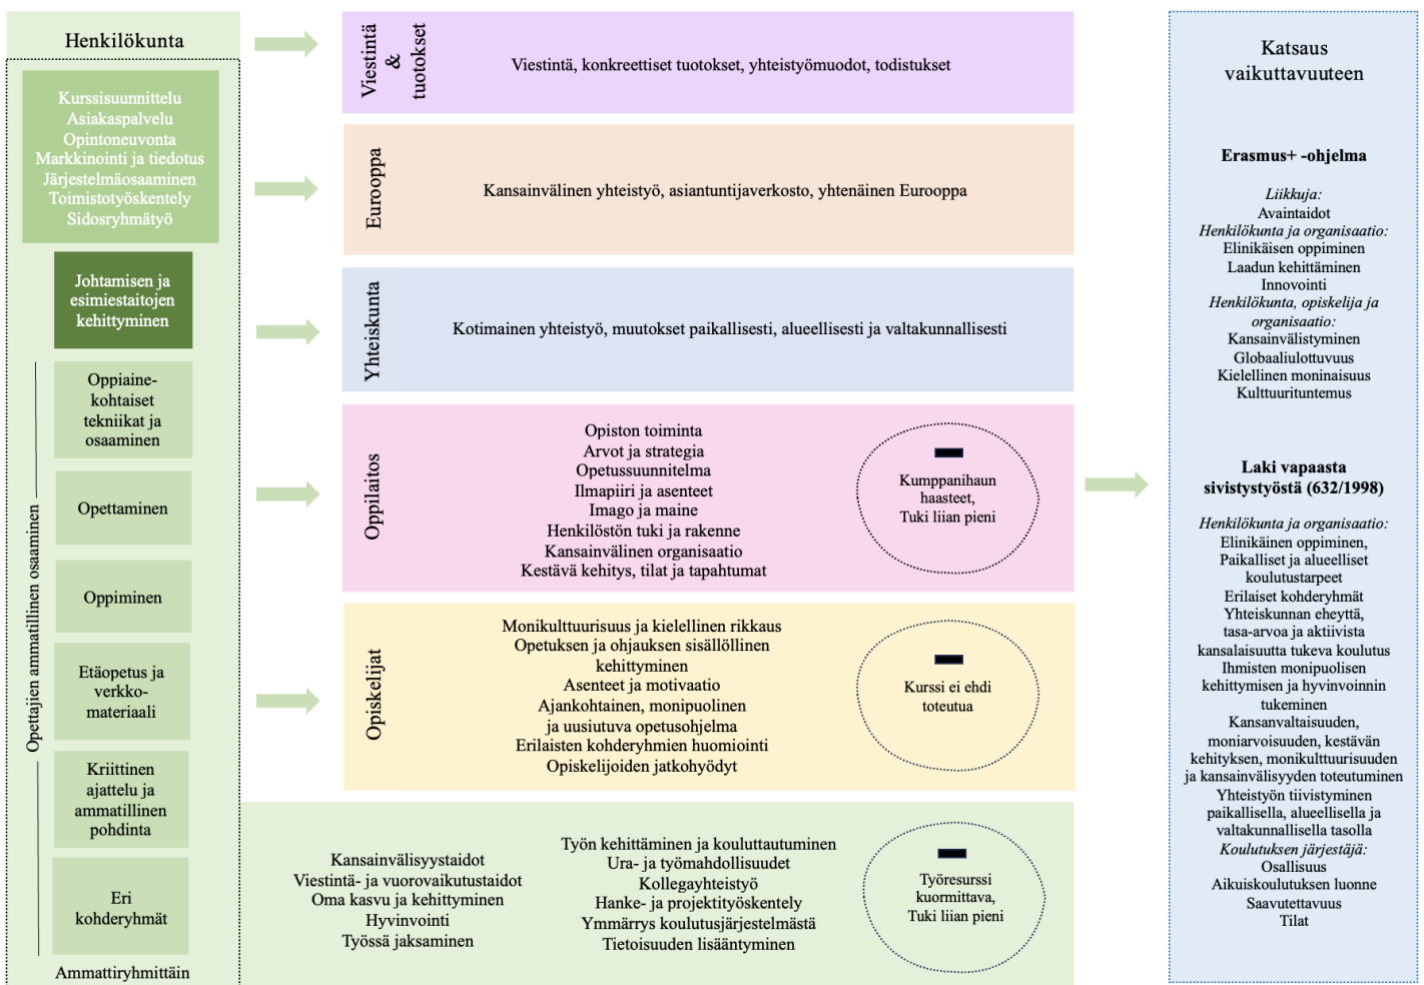 Henkilökunta
Kurssisuunnittelu
Asiakaspalvelu
Opintoneuvonta
Markkinointi ja tiedotus
Järjestelmäosaaminen
Toimistotyöskentely
Sidosryhmätyö
Johtamisen ja
esimiestaitojen
kehittyminen
Opettajien ammatillinen osaaminen
Oppiaine-
kohtaiset
tekniikat ja
osaaminen
Opettaminen
Oppiminen
Etäopetus ja
verkko-
materiaali
Kriittinen
ajattelu ja
ammatillinen
pohdinta
Eri
kohderyhmät
Ammattiryhmittäin
Viestintä
&
tuotokset
Viestintä, konkreettiset tuotokset, yhteistyömuodot, todistukset
Eurooppa
Kansainvälinen yhteistyö, asiantuntijaverkosto, yhtenäinen Eurooppa
Yhteiskunta
Kotimainen yhteistyö, muutokset paikallisesti, alueellisesti ja valtakunnallisesti
Oppilaitos
Opiston toiminta
Arvot ja strategia
Opetussuunnitelma
Ilmapiiri ja asenteet
Imago ja maine
Henkilöstön tuki ja rakenne
Kansainvälinen organisaatio
Kestävä kehitys, tilat ja tapahtumat
Kumppanihaun
haasteet,
Tuki liian pieni
Opiskelijat
Monikulttuurisuus ja kielellinen rikkaus
Opetuksen ja ohjauksen sisällöllinen
kehittyminen
Asenteet ja motivaatio
Ajankohtainen, monipuolinen
ja uusiutuva opetusohjelma
Erilaisten kohderyhmien huomiointi
Opiskelijoiden jatkohyödyt
Kurssi ei ehdi
toteutua
Kansainvälisyystaidot
Viestintä- ja vuorovaikutustaidot
Oma kasvu ja kehittyminen
Hyvinvointi
Työssä jaksaminen
Työn kehittäminen ja kouluttautuminen
Ura- ja työmahdollisuudet
Kollegayhteistyö
Hanke- ja projektityöskentely
Ymmärrys koulutusjärjestelmästä
Tietoisuuden lisääntyminen
Työresurssi
kuormittava,
Tuki liian pieni
Katsaus
vaikuttavuuteen
Erasmus+ -ohjelma
Liikkuja:
Avaintaidot
Henkilökunta ja organisaatio:
Elinikäisen oppiminen
Laadun kehittäminen
Innovointi
Henkilökunta, opiskelija ja
organisaatio:
Kansainvälistyminen
Globaaliulottuvuus
Kielellinen moninaisuus
Kulttuurituntemus
Laki vapaasta
sivistystyöstä (632/1998)
Henkilökunta ja organisaatio:
Elinikäinen oppiminen,
Paikalliset ja alueelliset
koulutustarpeet
Erilaiset kohderyhmät
Yhteiskunnan eheyttä,
tasa-arvoa ja aktiivista
kansalaisuutta tukeva koulutus
Ihmisten monipuolisen
kehittymisen ja hyvinvoinnin
tukeminen
Kansanvaltaisuuden,
moniarvoisuuden, kestävän
kehityksen, monikulttuurisuuden
ja kansainvälisyyden toteutuminen
Yhteistyön tiivistyminen
paikallisella, alueellisella ja
valtakunnallisella tasolla
Koulutuksen järjestäjä:
Osallisuus
Aikuiskoulutuksen luonne
Saavutettavuus
Tilat